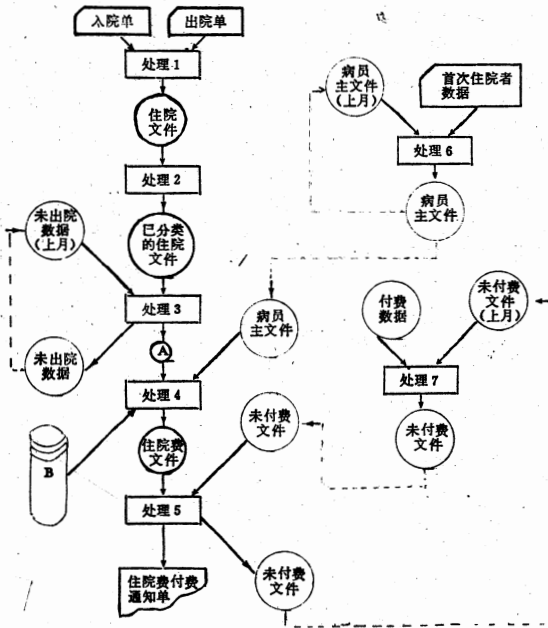 入院单
出院单
处理1
住院
文件
处理2
已分类
的住院
文件
未出院
数据
(上月)
处理3
未出院
数据
A
病员
主文件
处理4
B
住院费
文件
未付费
文件
处理5
住院费付费
通知单
未付费
文件
病员
主文件
(上月)
首次住院者
数据
处理6
病员
主文件
付费
数据
未付费
文件
(上月)
处理7
未付费
文件